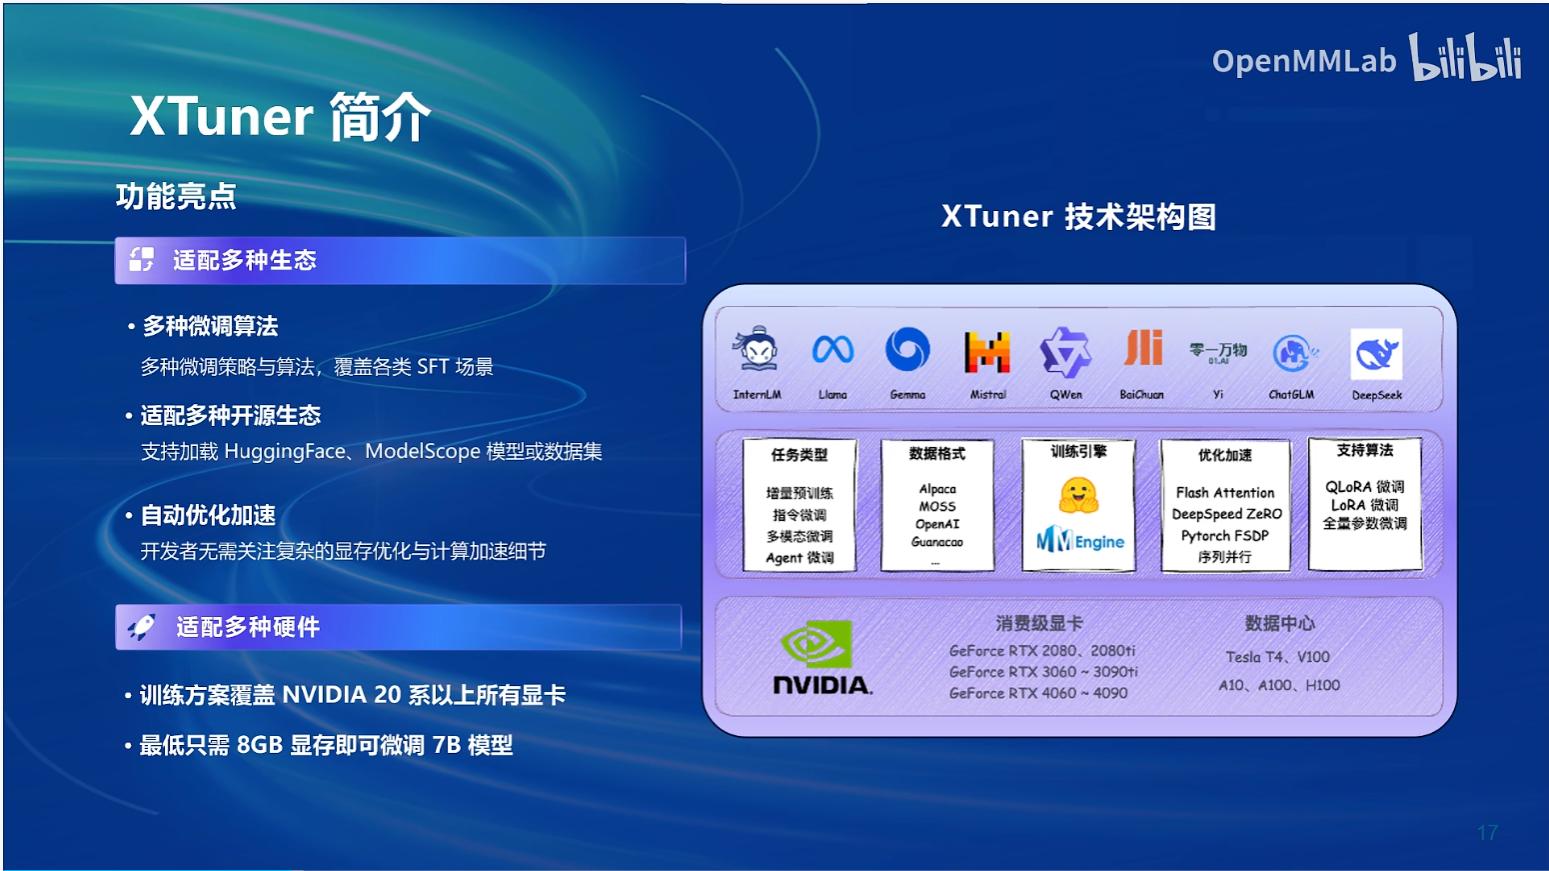 OpenMMLab bilibili
XTuner 简介
功能亮点
适配多种生态
• 多种微调算法
多种微调策略与算法，覆盖各类 SFT 场景
• 适配多种开源生态
支持加载 HuggingFace、ModelScope 模型或数据集
• 自动优化加速
开发者无需关注复杂的显存优化与计算加速细节
适配多种硬件
• 训练方案覆盖 NVIDIA 20 系以上所有显卡
• 最低只需 8GB 显存即可微调 7B 模型
XTuner 技术架构图
零一万物
01.AI
InternLM Llama Gemma Mistral QWen BaiChuan Yi ChatGLM DeepSeek
任务类型
增量预训练
指令微调
多模态微调
Agent 微调
数据格式
Alpaca
MOSS
OpenAI
Guanacao
...
训练引擎
MMEngine
优化加速
Flash Attention
DeepSpeed ZeRO
Pytorch FSDP
序列并行
支持算法
QLoRA 微调
LoRA 微调
全量参数微调
NVIDIA.
消费级显卡
GeForce RTX 2080、2080ti
GeForce RTX 3060 ~ 3090ti
GeForce RTX 4060 ~ 4090
数据中心
Tesla T4、V100
A10、A100、H100
17